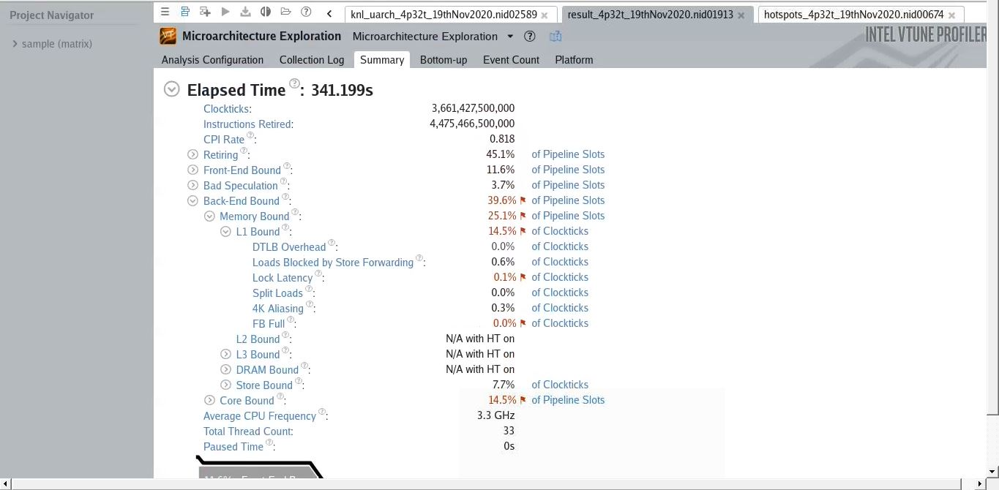 Project Navigator
sample (matrix)
knl_uarch_4p32t_19thNov2020.nid02589 result_4p32t_19thNov2020.nid01913 hotspots_4p32t_19thNov2020.nid00674
Microarchitecture Exploration Microarchitecture Exploration
INTEL VTUNE PROFILER
Analysis Configuration Collection Log Summary Bottom-up Event Count Platform
Elapsed Time ?: 341.199s
Clockticks: 3,661,427,500,000
Instructions Retired: 4,475,466,500,000
CPI Rate ?: 0.818
Retiring ?: 45.1% of Pipeline Slots
Front-End Bound ?: 11.6% of Pipeline Slots
Bad Speculation ?: 3.7% of Pipeline Slots
Back-End Bound ?: 39.6% of Pipeline Slots
Memory Bound ?: 25.1% of Pipeline Slots
L1 Bound ?: 14.5% of Clockticks
DTLB Overhead ?: 0.0% of Clockticks
Loads Blocked by Store Forwarding ?: 0.6% of Clockticks
Lock Latency ?: 0.1% of Clockticks
Split Loads ?: 0.0% of Clockticks
4K Aliasing ?: 0.3% of Clockticks
FB Full ?: 0.0% of Clockticks
L2 Bound ?: N/A with HT on
L3 Bound ?: N/A with HT on
DRAM Bound ?: N/A with HT on
Store Bound ?: 7.7% of Clockticks
Core Bound ?: 14.5% of Pipeline Slots
Average CPU Frequency ?: 3.3 GHz
Total Thread Count: 33
Paused Time ?: 0s